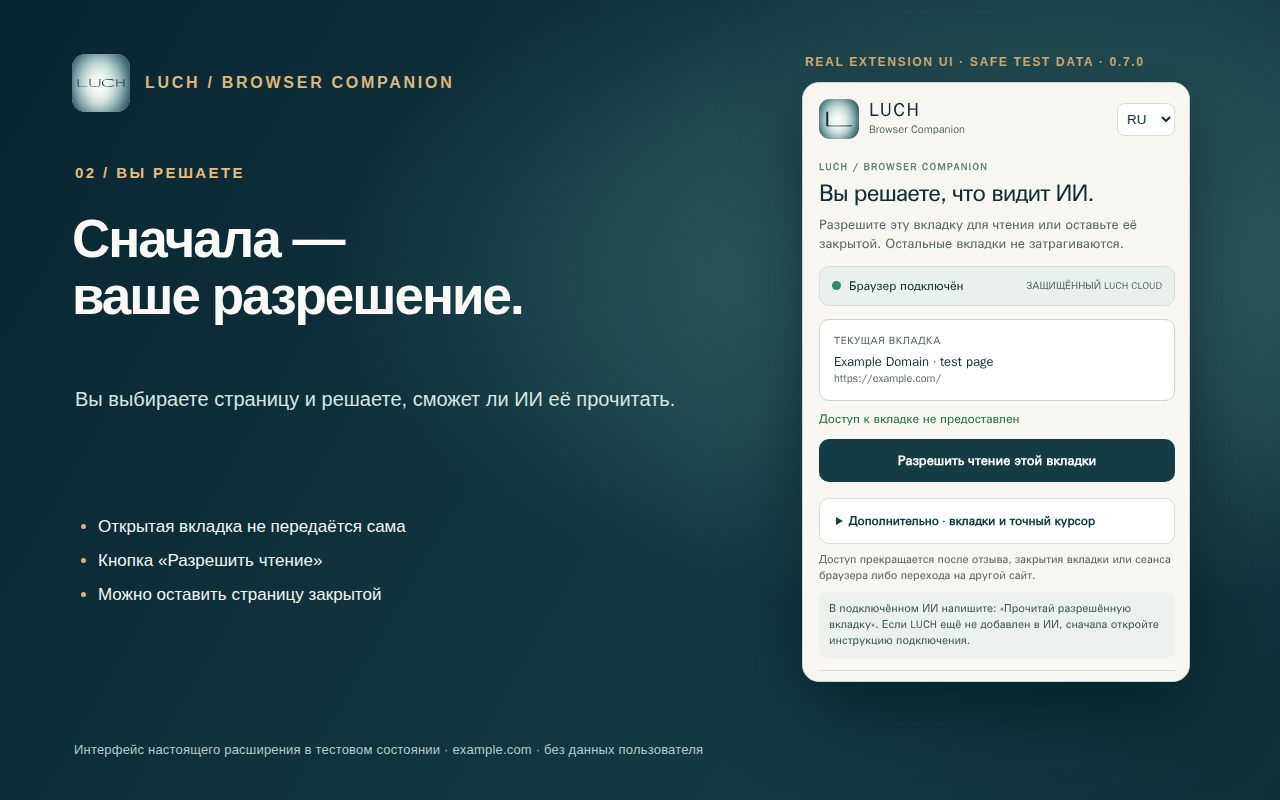 LUCH
LUCH / BROWSER COMPANION
02 / ВЫ РЕШАЕТЕ
Сначала —
ваше разрешение.
Вы выбираете страницу и решаете, сможет ли ИИ её прочитать.
Открытая вкладка не передаётся сама
Кнопка «Разрешить чтение»
Можно оставить страницу закрытой
Интерфейс настоящего расширения в тестовом состоянии · example.com · без данных пользователя
REAL EXTENSION UI · SAFE TEST DATA · 0.7.0
L
LUCH
Browser Companion
RU
LUCH / BROWSER COMPANION
Вы решаете, что видит ИИ.
Разрешите эту вкладку для чтения или оставьте её
закрытой. Остальные вкладки не затрагиваются.
Браузер подключён
ЗАЩИЩЁННЫЙ LUCH CLOUD
ТЕКУЩАЯ ВКЛАДКА
Example Domain · test page
https://example.com/
Доступ к вкладке не предоставлен
Разрешить чтение этой вкладки
Дополнительно · вкладки и точный курсор
Доступ прекращается после отзыва, закрытия вкладки или сеанса
браузера либо перехода на другой сайт.
В подключённом ИИ напишите: «Прочитай разрешённую
вкладку». Если LUCH ещё не добавлен в ИИ, сначала откройте
инструкцию подключения.